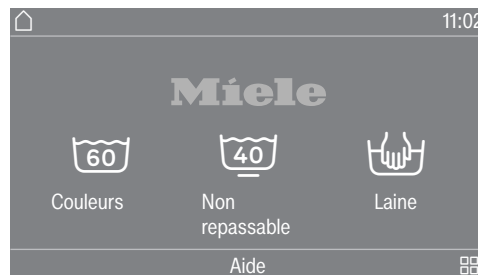 11:02
Miele
60
40
Couleurs
Non
repassable
Laine
Aide